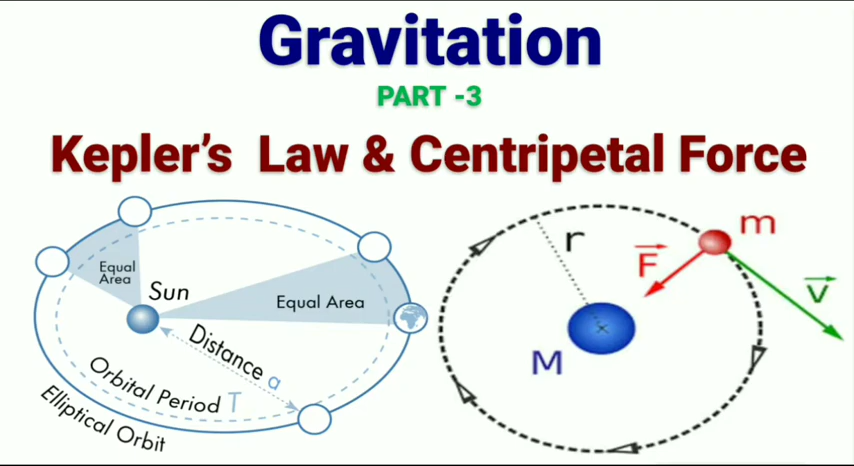 Gravitation
PART -3
Kepler's Law & Centripetal Force
Equal
Area
Sun
Equal Area
Distance a
Orbital Period T
Elliptical Orbit
r
F
m
v
M